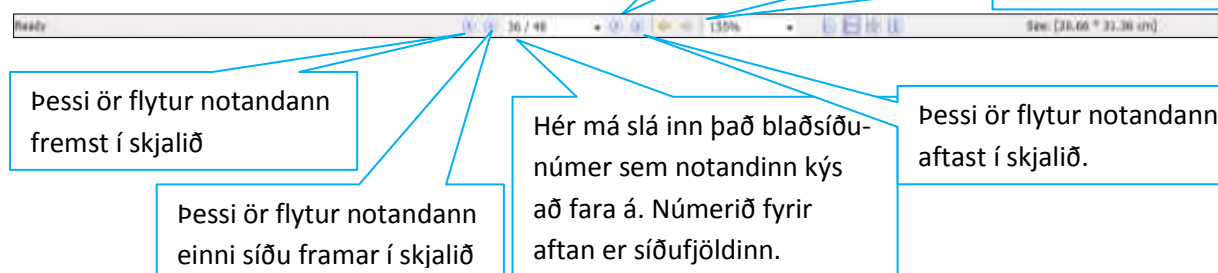 Ready 36 / 48 155% Size: [28.66 * 31.36 cm]
Þessi ör flytur notandann
fremst í skjalið
Þessi ör flytur notandann
einni síðu framar í skjalið
Hér má slá inn það blaðsíðu-
númer sem notandinn kýs
að fara á. Númerið fyrir
aftan er síðufjöldinn.
Þessi ör flytur notandann
aftast í skjalið.